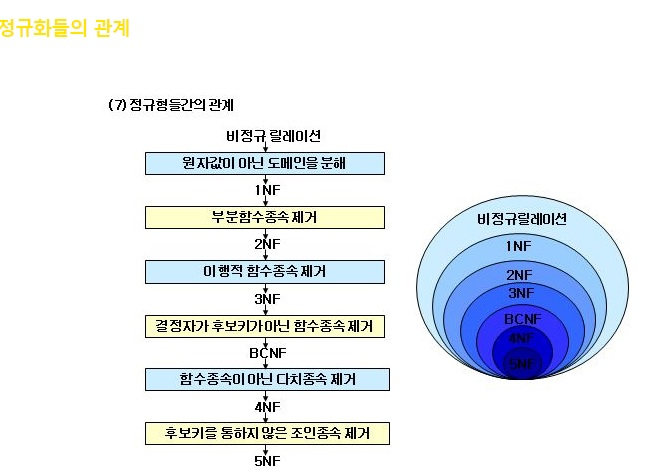 정규화들의 관계
(7) 정규형들간의 관계
비정규 릴레이션
원자값이 아닌 도메인을 분해
1NF
부분함수종속 제거
2NF
이행적 함수종속 제거
3NF
결정자가 후보키가 아닌 함수종속 제거
BCNF
함수종속이 아닌 다치종속 제거
4NF
후보키를 통하지 않은 조인종속 제거
5NF
비정규릴레이션
1NF
2NF
3NF
BCNF
4NF
5NF